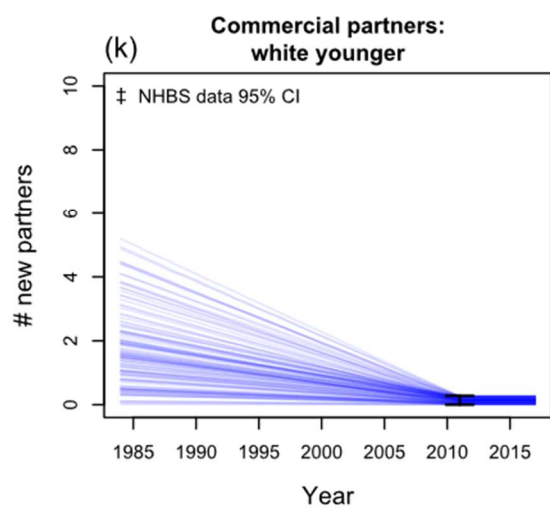 Commercial partners:
white younger
(k)
‡ NHBS data 95% CI
# new partners
10
8
6
4
2
0
1985 1990 1995 2000 2005 2010 2015
Year